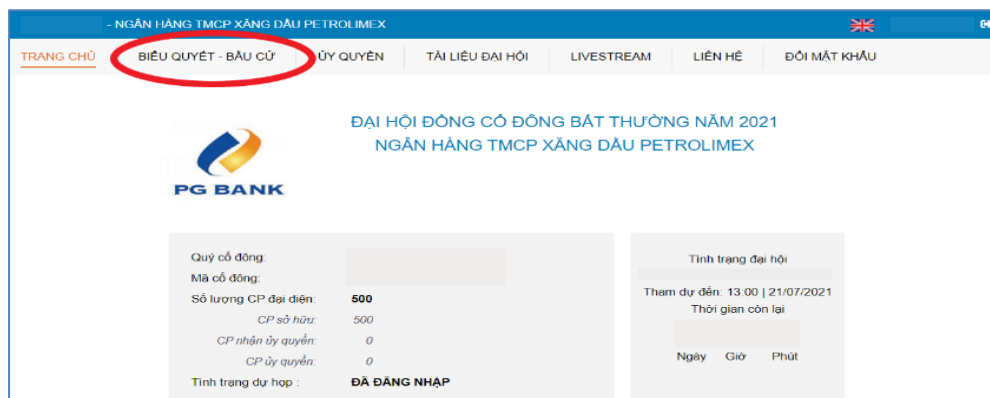 - NGÂN HÀNG TMCP XĂNG DẦU PETROLIMEX
TRANG CHỦ BIỂU QUYẾT - BẦU CỬ ỦY QUYỀN TÀI LIỆU ĐẠI HỘI LIVESTREAM LIÊN HỆ ĐỔI MẬT KHẨU
ĐẠI HỘI ĐỒNG CỔ ĐÔNG BẤT THƯỜNG NĂM 2021
NGÂN HÀNG TMCP XĂNG DẦU PETROLIMEX
PG BANK
Quý cổ đông:
Mã cổ đông:
Số lượng CP đại diện: 500
CP sở hữu: 500
CP nhận ủy quyền: 0
CP ủy quyền: 0
Tình trạng dự họp : ĐÃ ĐĂNG NHẬP
Tình trạng đại hội
Tham dự đến: 13:00 | 21/07/2021
Thời gian còn lại
Ngày Giờ Phút